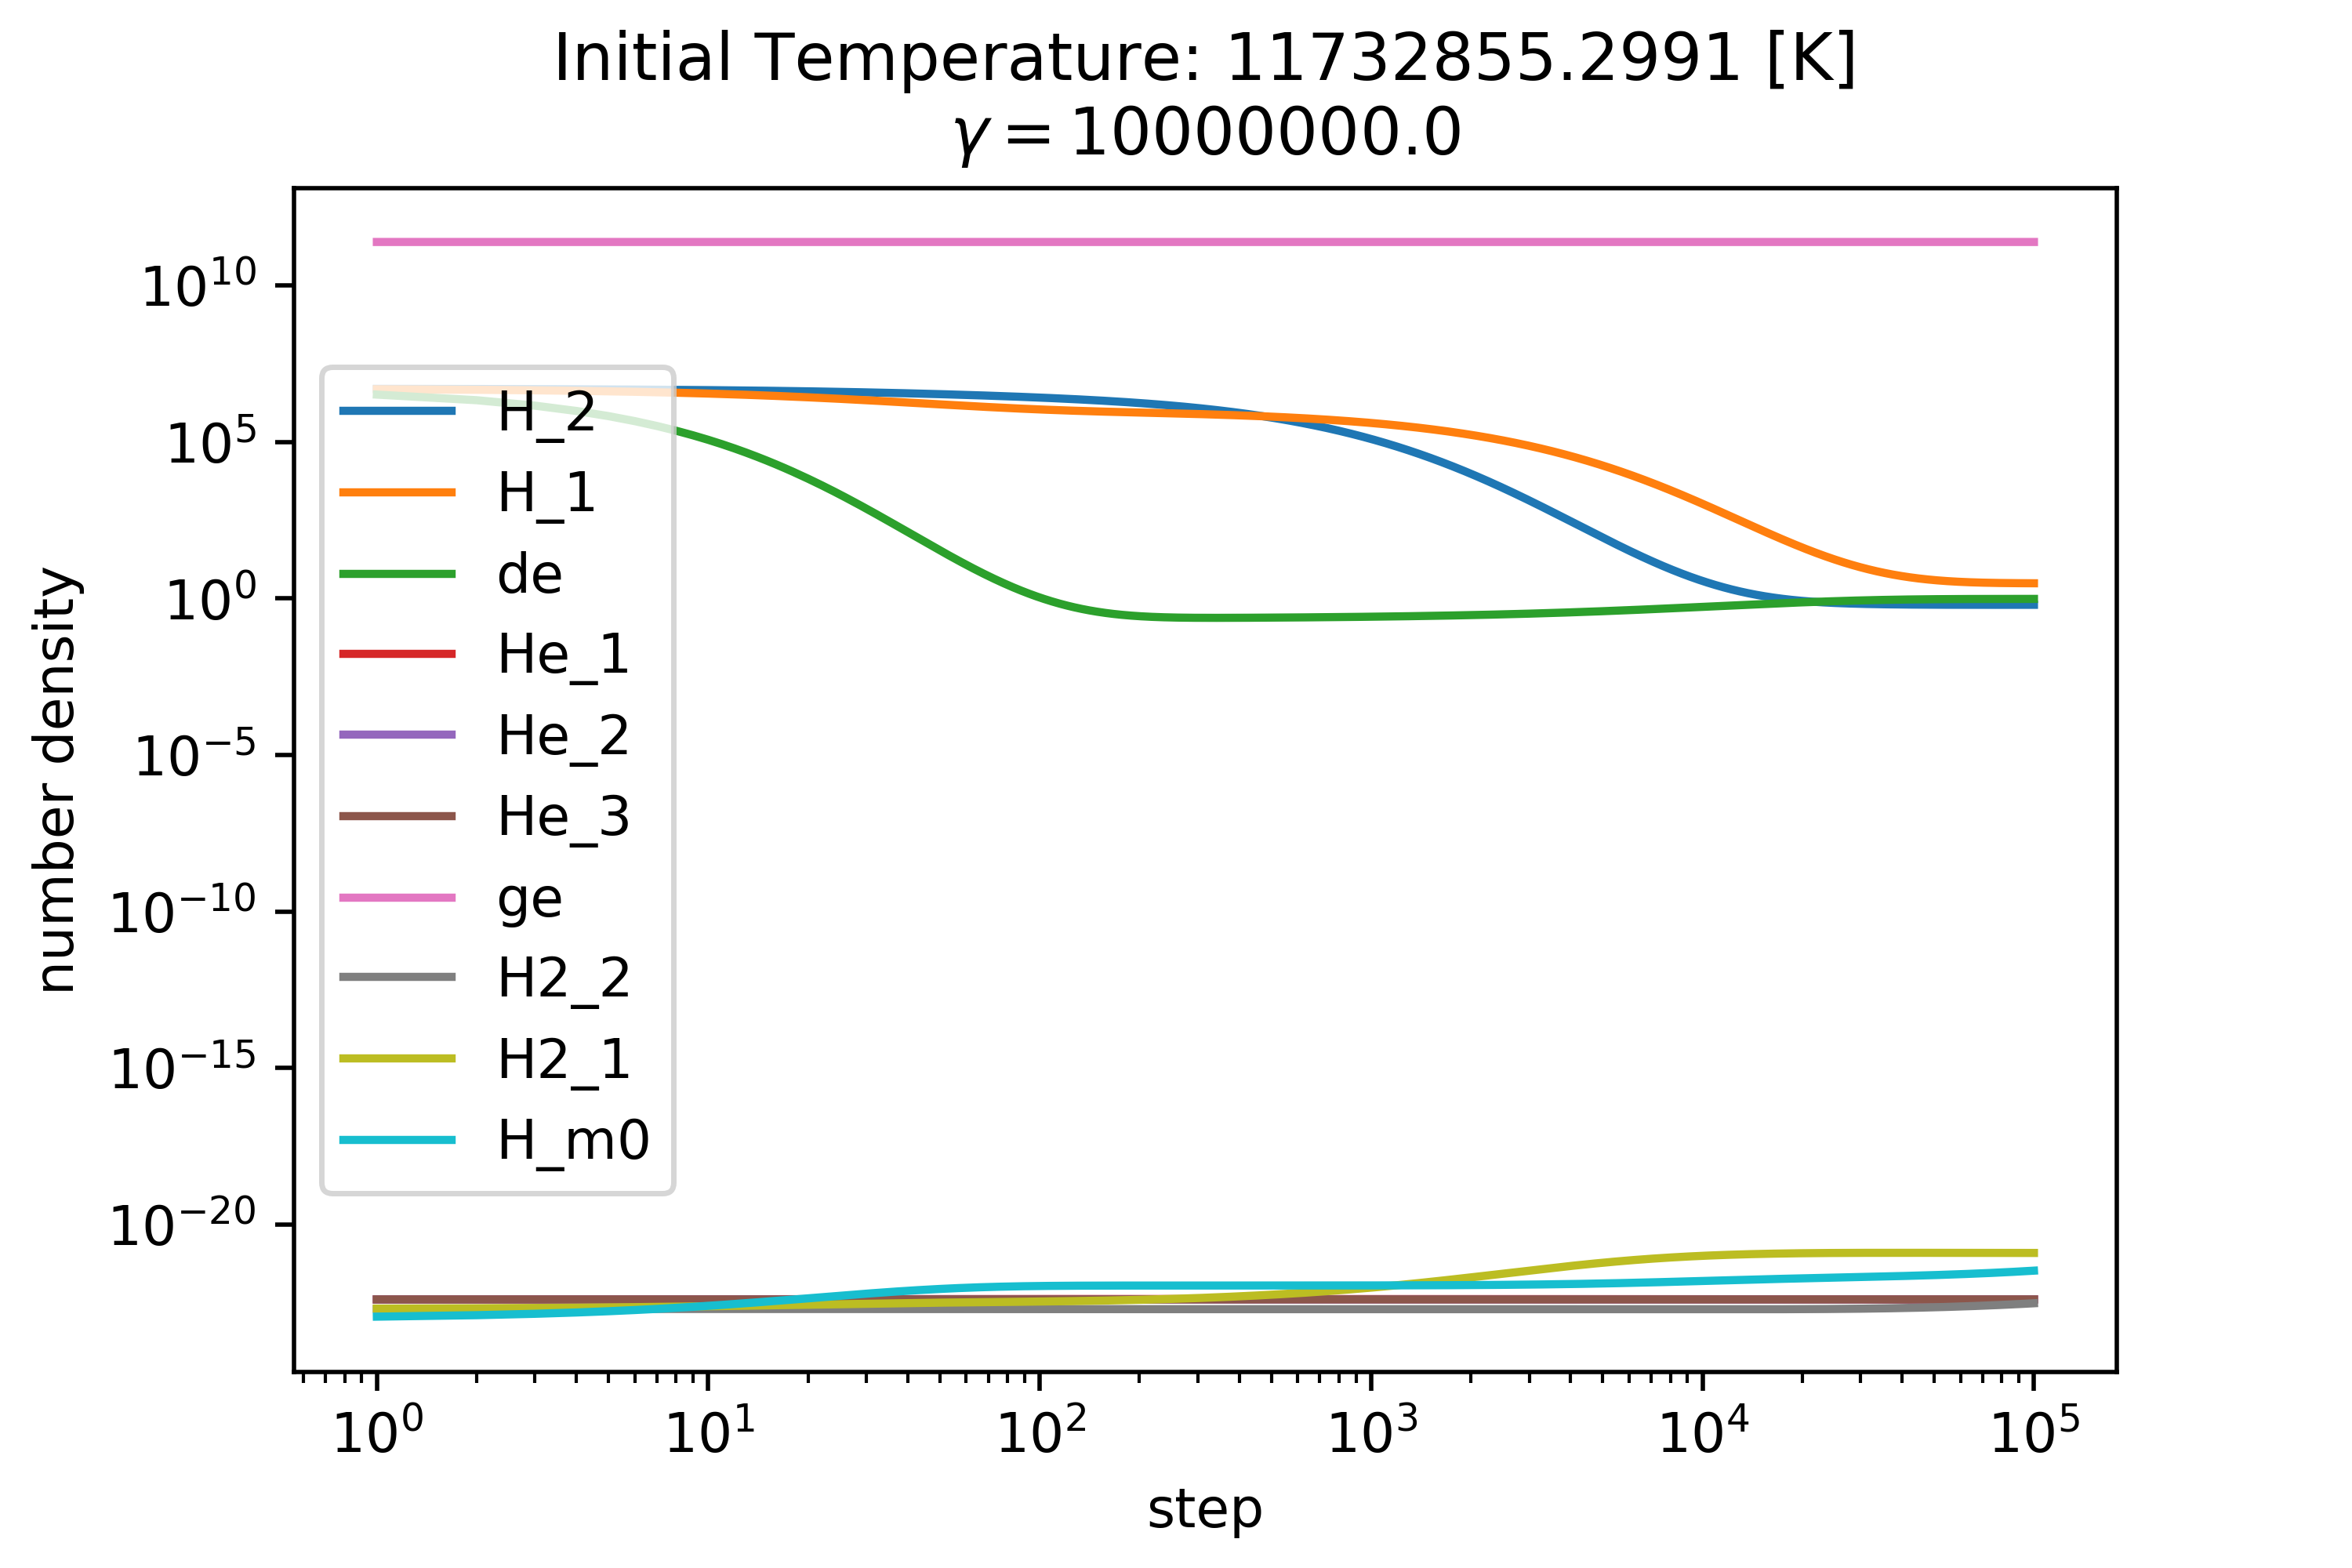 Initial Temperature: 11732855.2991 [K]
γ = 10000000.0
number density
10^10
10^5
10^0
10^−5
10^−10
10^−15
10^−20
H_2
H_1
de
He_1
He_2
He_3
ge
H2_2
H2_1
H_m0
10^0 10^1 10^2 10^3 10^4 10^5
step